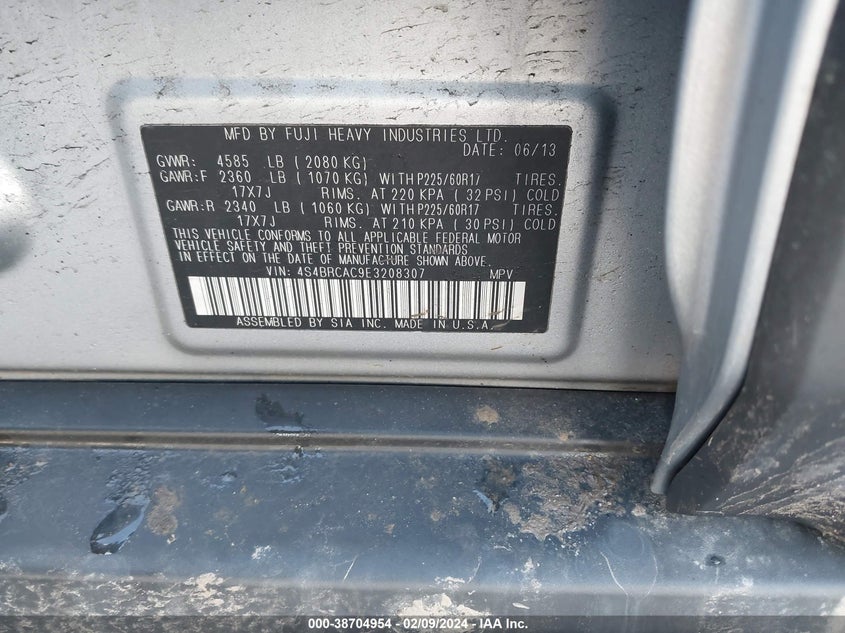 MFD BY FUJI HEAVY INDUSTRIES LTD.
DATE: 06/13
GVWR: 4585 LB ( 2080 KG)
GAWR:F 2360 LB ( 1070 KG) WITH P225/60R17 TIRES.
17X7J RIMS. AT 220 KPA ( 32 PSI) COLD
GAWR:R 2340 LB ( 1060 KG) WITH P225/60R17 TIRES.
17X7J RIMS. AT 210 KPA ( 30 PSI) COLD
THIS VEHICLE CONFORMS TO ALL APPLICABLE FEDERAL MOTOR
VEHICLE SAFETY AND THEFT PREVENTION STANDARDS
IN EFFECT ON THE DATE OF MANUFACTURE SHOWN ABOVE.
VIN: 4S4BRCAC9E3208307 MPV
ASSEMBLED BY SIA INC. MADE IN U.S.A.
000-38704954 - 02/09/2024 - IAA Inc.